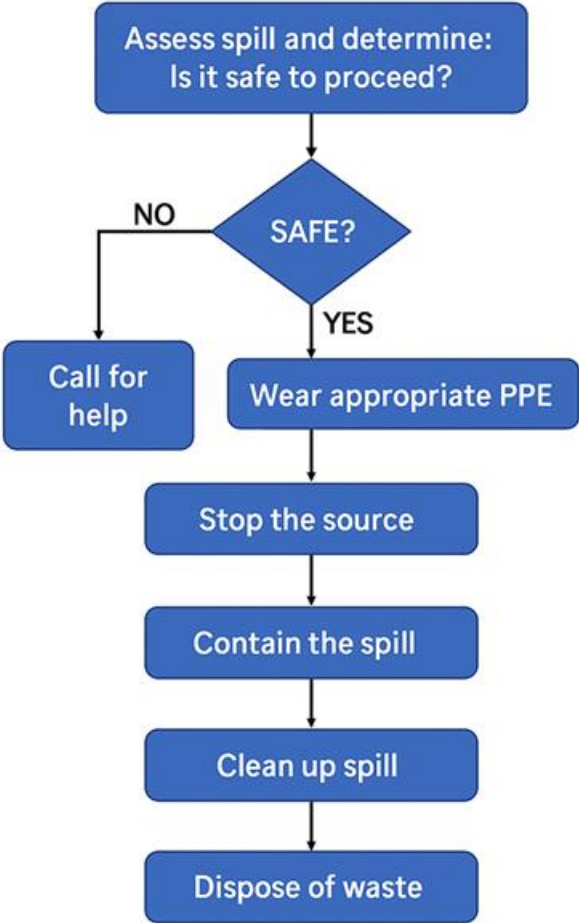 Assess spill and determine:
Is it safe to proceed?
SAFE?
NO
YES
Call for
help
Wear appropriate PPE
Stop the source
Contain the spill
Clean up spill
Dispose of waste